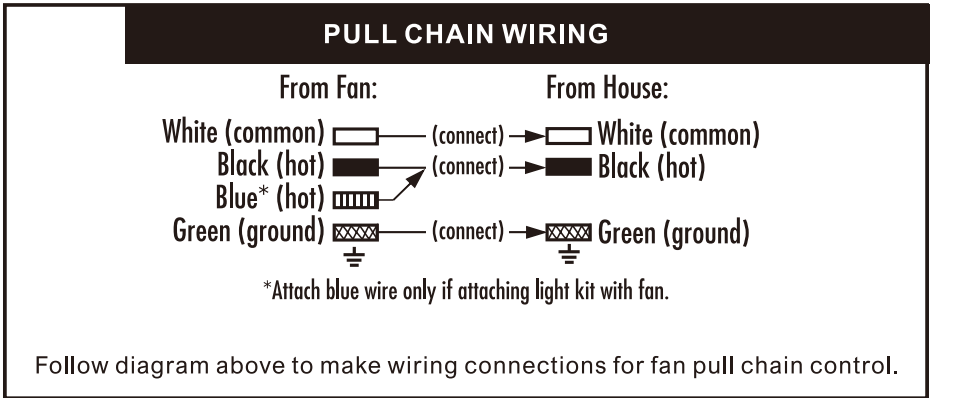 PULL CHAIN WIRING
From Fan: From House:
White (common) (connect) White (common)
Black (hot) (connect) Black (hot)
Blue* (hot)
Green (ground) (connect) Green (ground)
*Attach blue wire only if attaching light kit with fan.
Follow diagram above to make wiring connections for fan pull chain control.